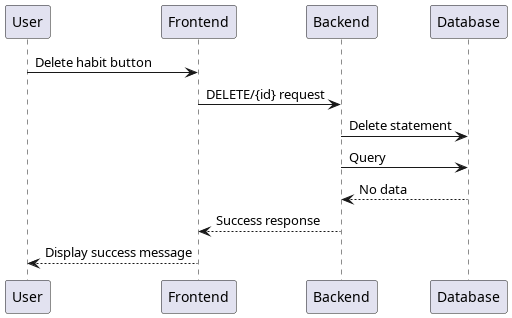 User Frontend Backend Database
Delete habit button
DELETE/{id} request
Delete statement
Query
No data
Success response
Display success message
User Frontend Backend Database